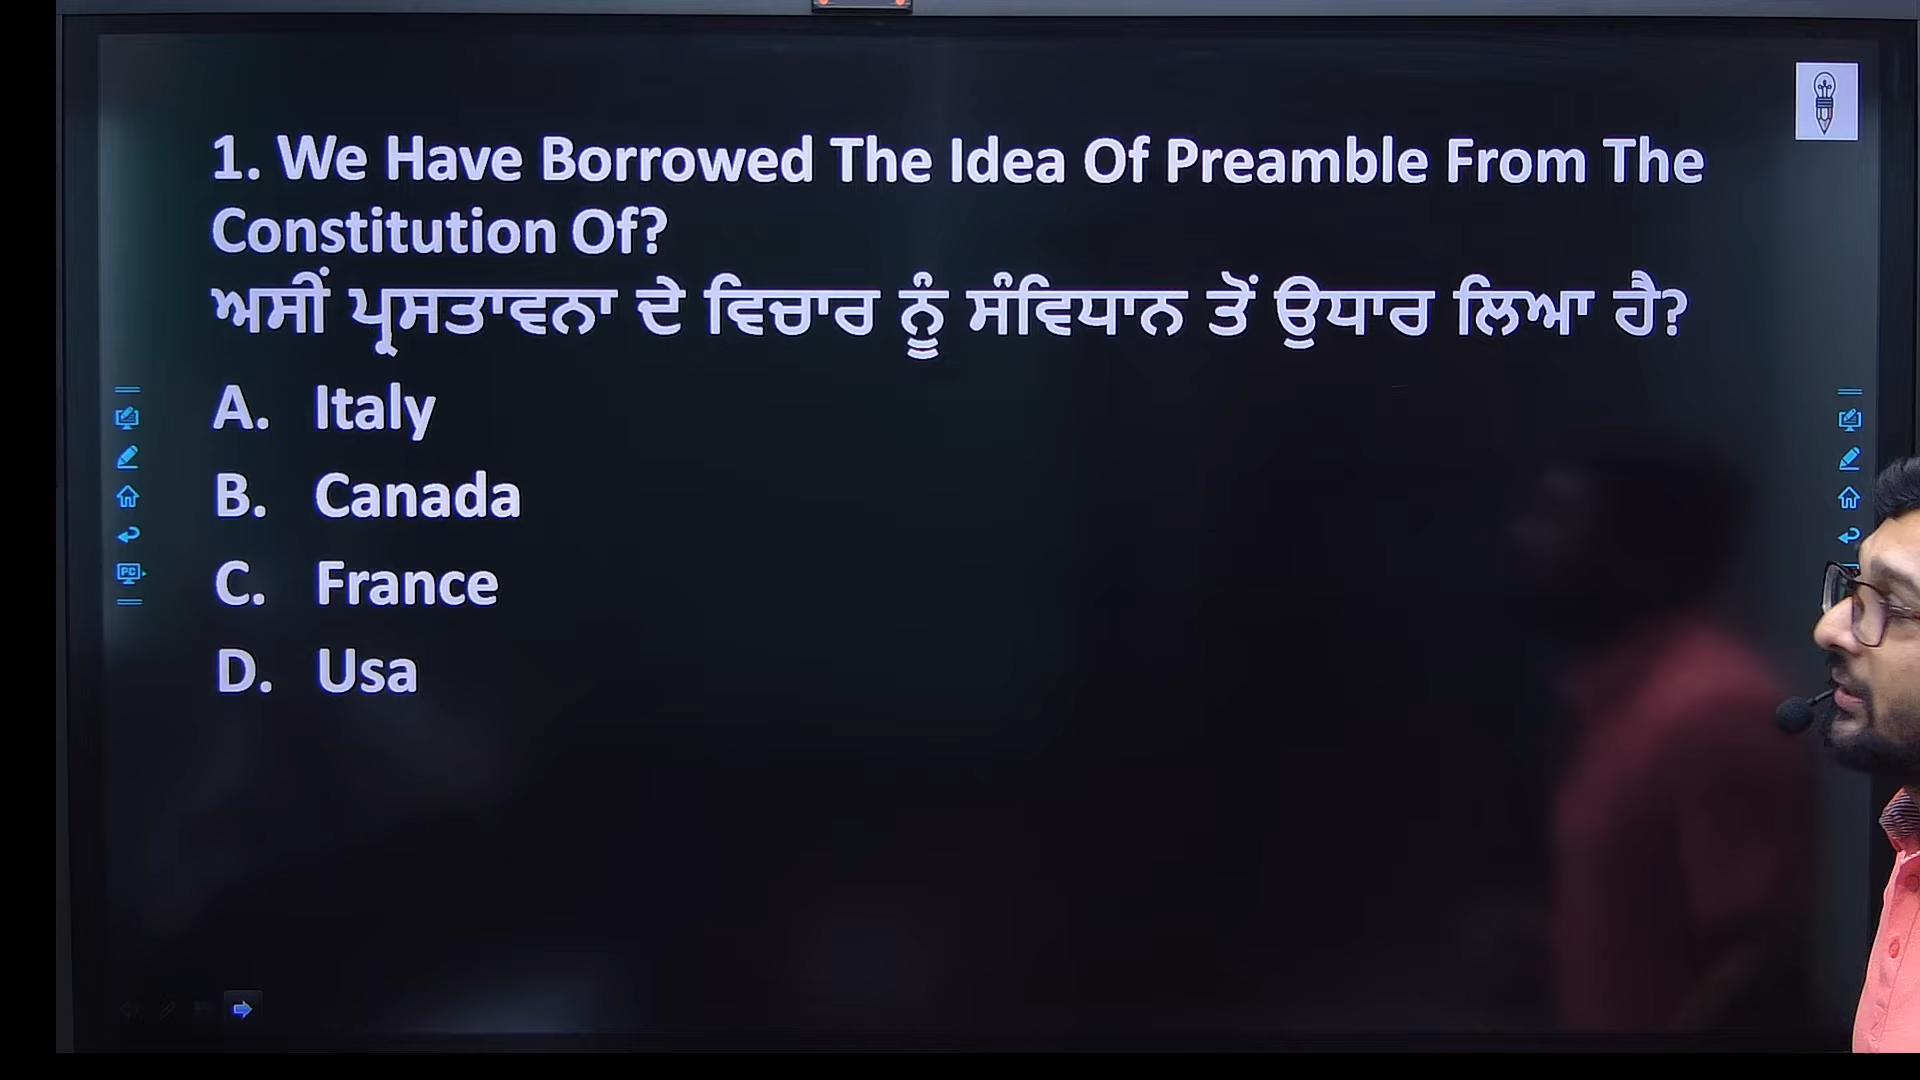 1. We Have Borrowed The Idea Of Preamble From The
Constitution Of?
ਅਸੀਂ ਪ੍ਰਸਤਾਵਨਾ ਦੇ ਵਿਚਾਰ ਨੂੰ ਸੰਵਿਧਾਨ ਤੋਂ ਉਧਾਰ ਲਿਆ ਹੈ?
A. Italy
B. Canada
C. France
D. Usa
PC